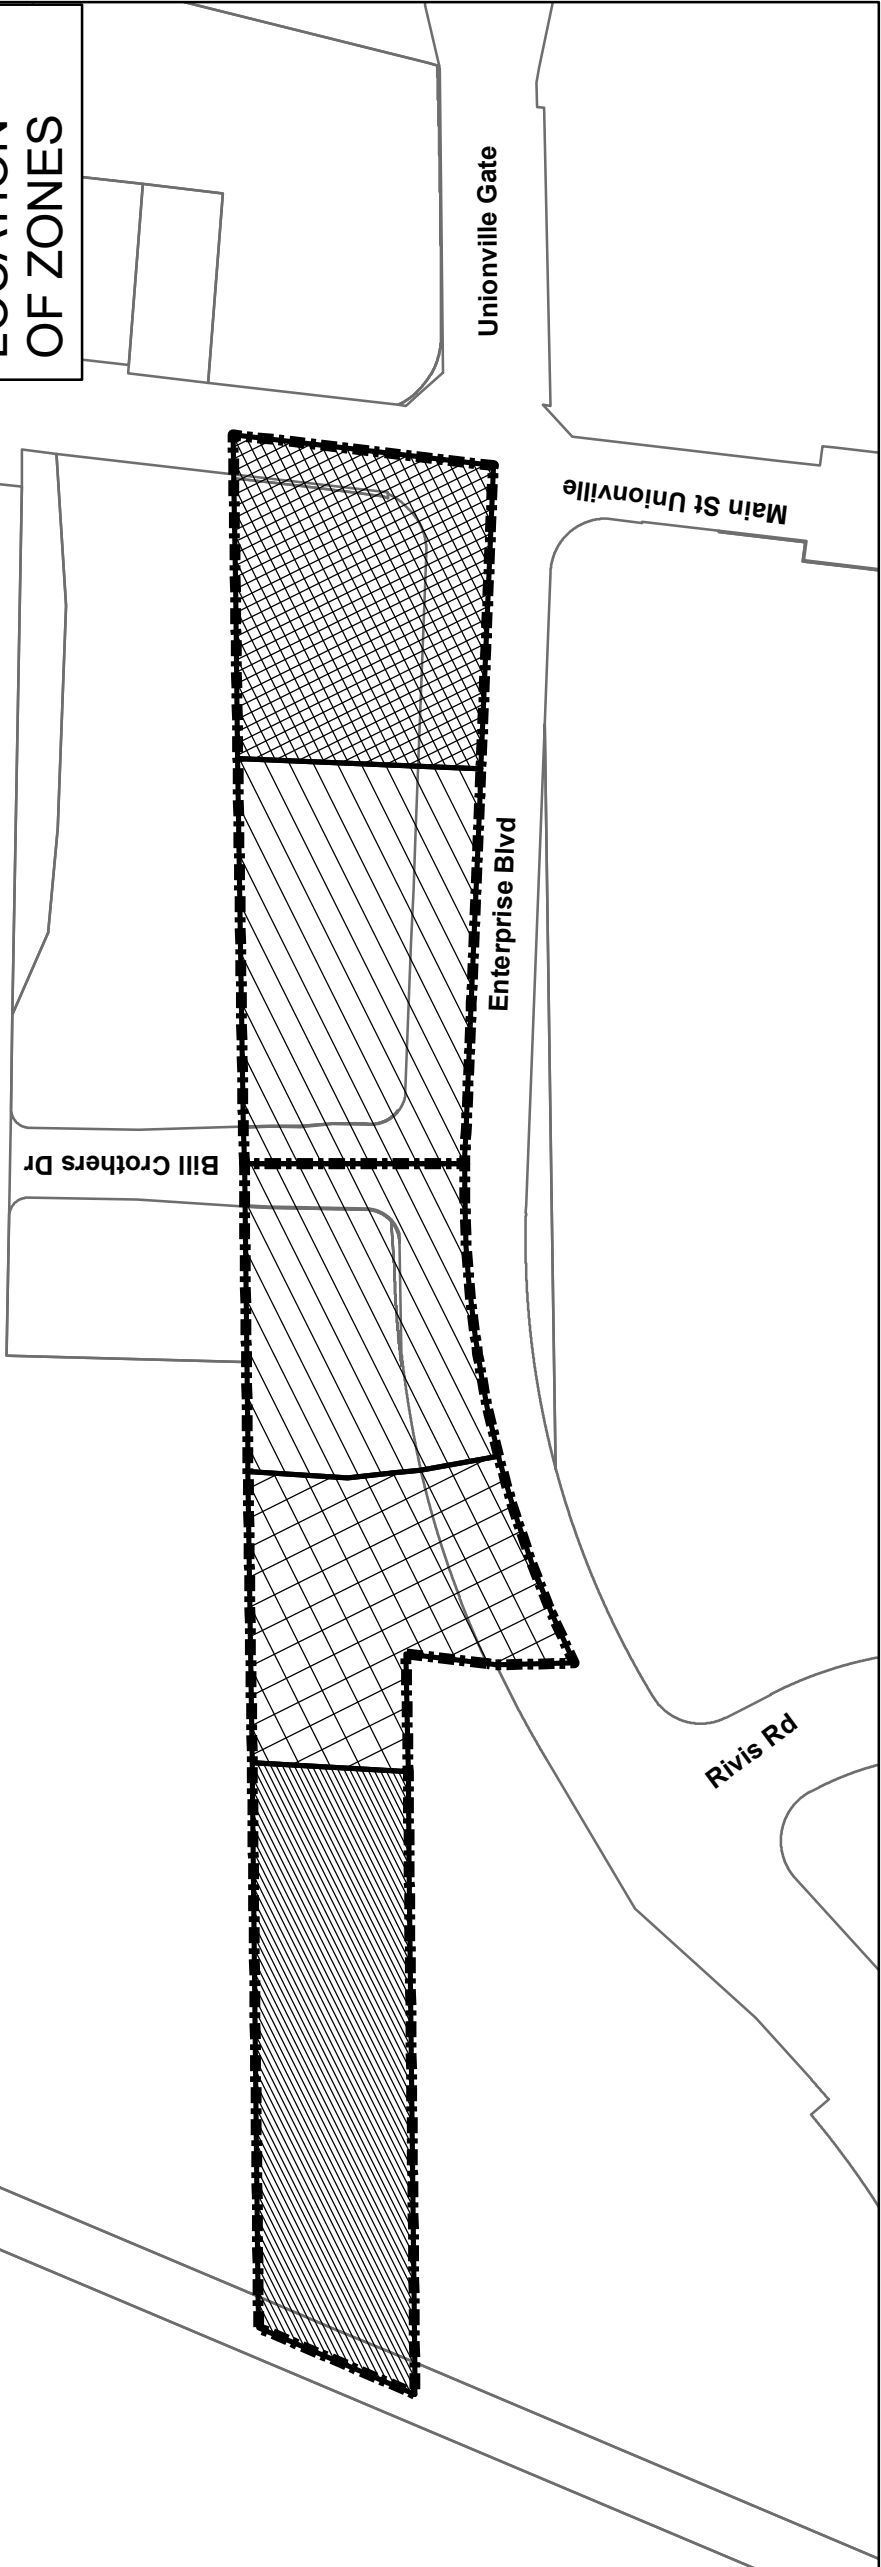 OF ZONES
Unionville Gate
Main St Unionville
Enterprise Blvd
Bill Crothers Dr
Rivis Rd